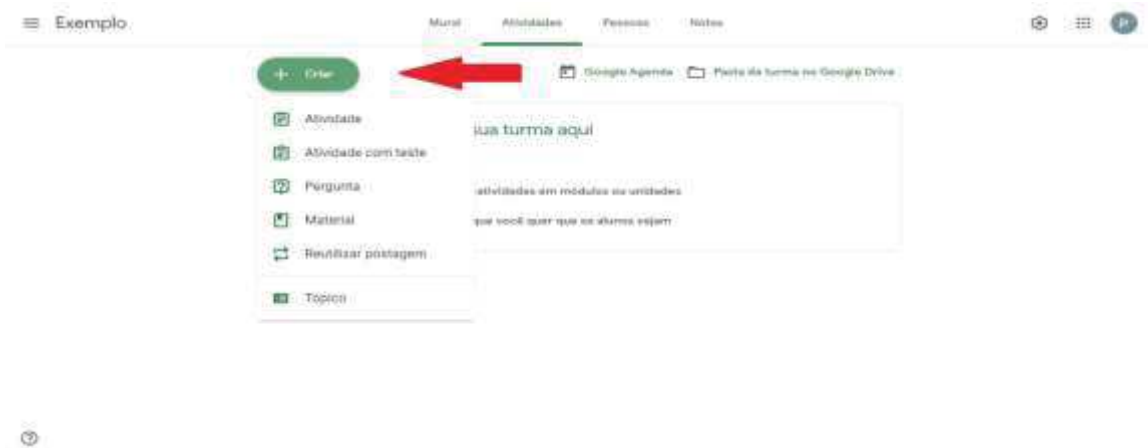 Exemplo
Mural Atividades Pessoas Notas
P
Criar
Google Agenda Pasta da turma no Google Drive
Atividade
sua turma aqui
Atividade com teste
Pergunta
atividades em módulos ou unidades
Material
que você quer que os alunos vejam
Reutilizar postagem
Tópico